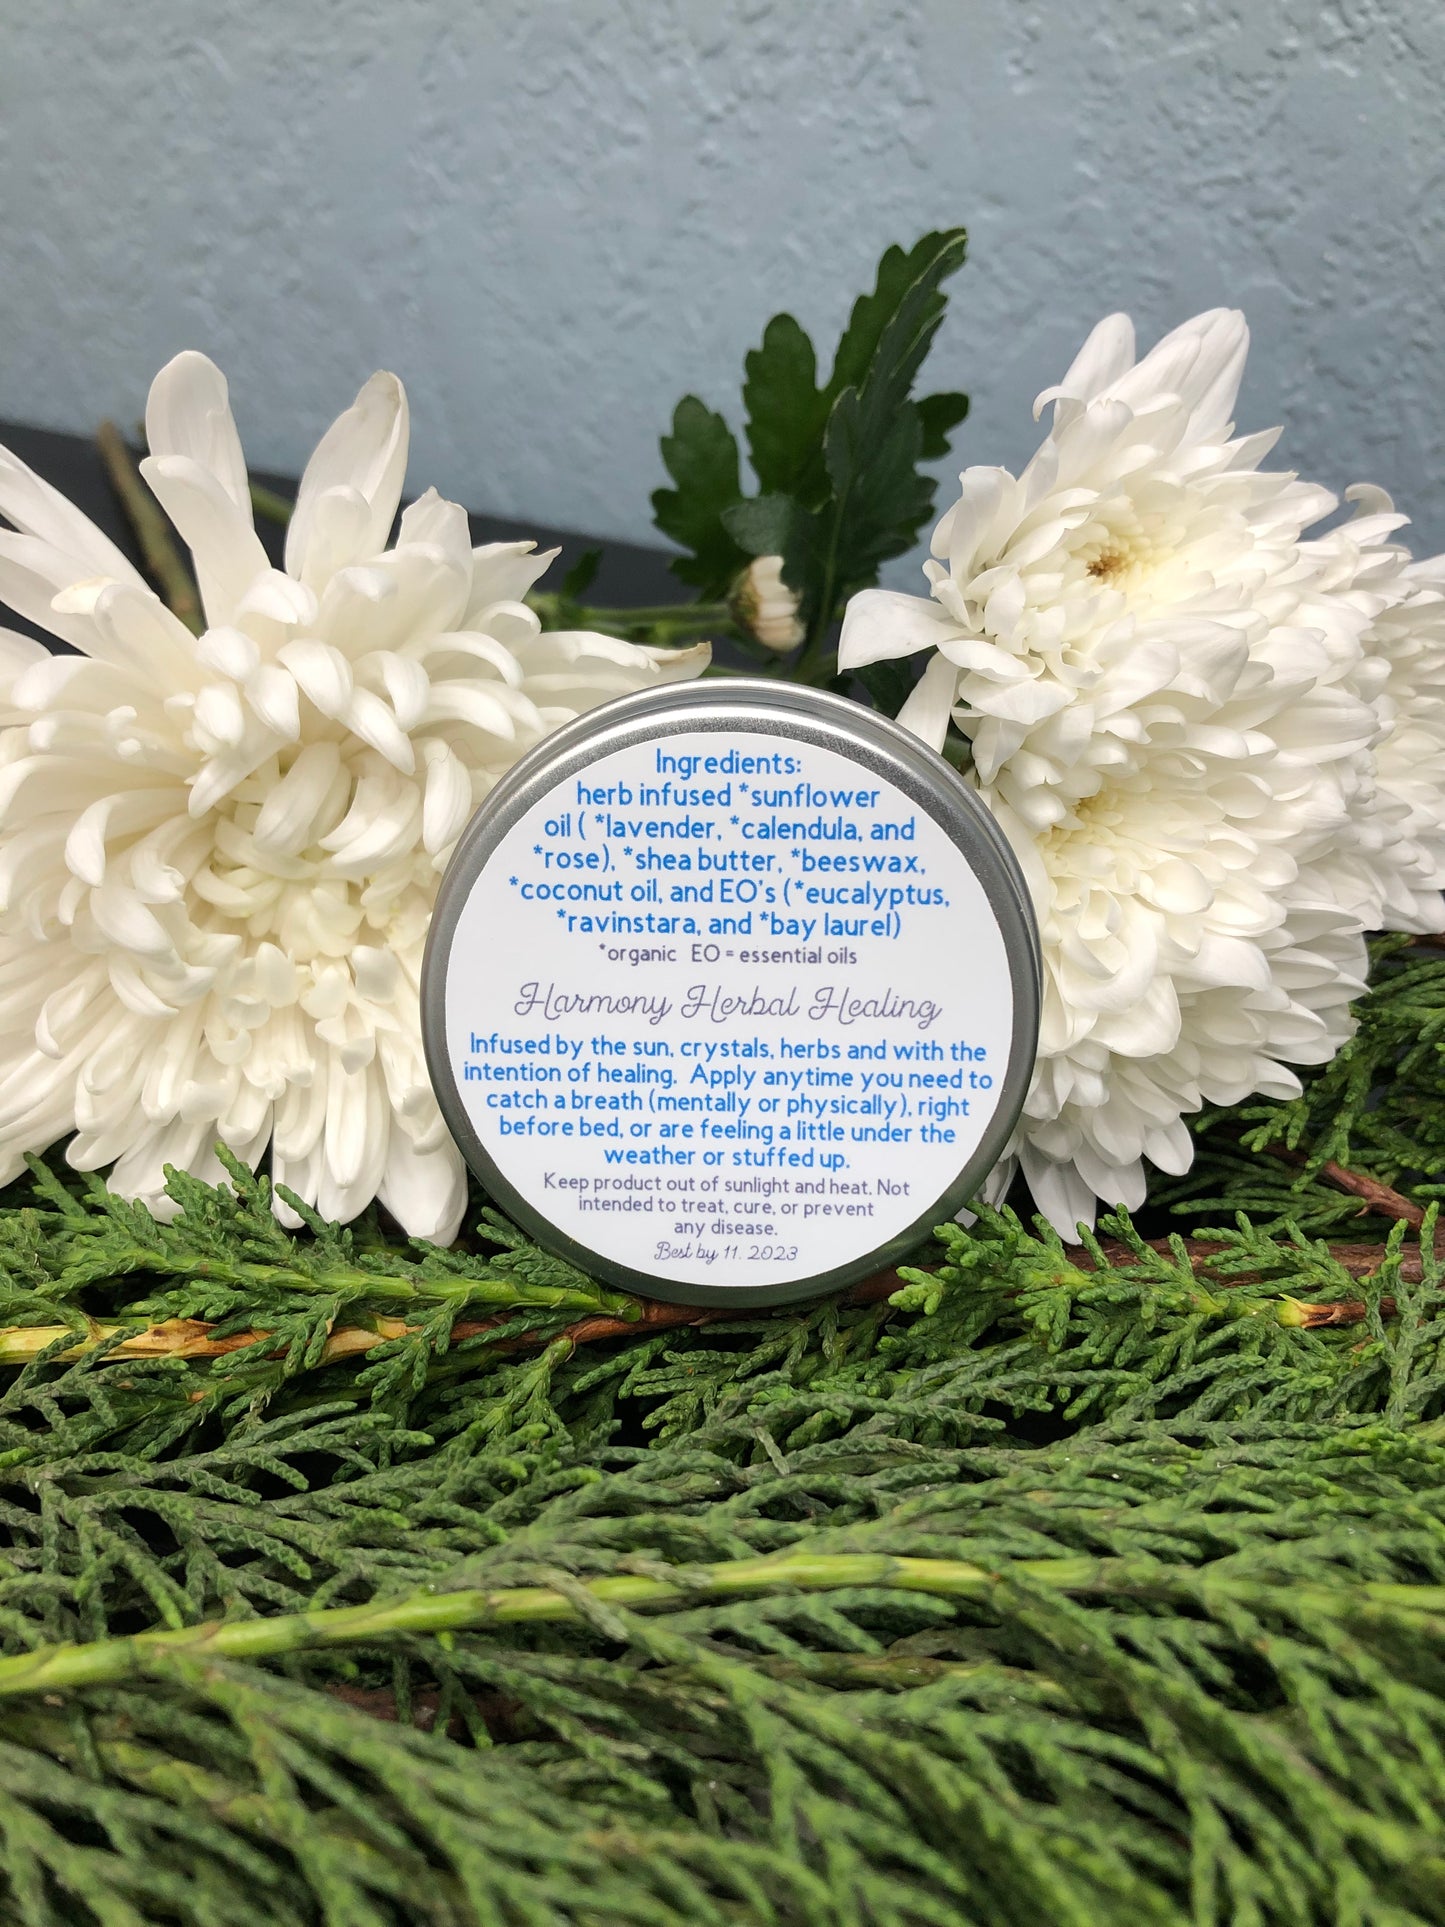 Ingredients:
herb infused *sunflower
oil ( *lavender, *calendula, and
*rose), *shea butter, *beeswax,
*coconut oil, and EO's (*eucalyptus,
*ravinstara, and *bay laurel)
*organic EO = essential oils
Harmony Herbal Healing
Infused by the sun, crystals, herbs and with the
intention of healing. Apply anytime you need to
catch a breath (mentally or physically), right
before bed, or are feeling a little under the
weather or stuffed up.
Keep product out of sunlight and heat. Not
intended to treat, cure, or prevent
any disease.
Best by 11. 2023